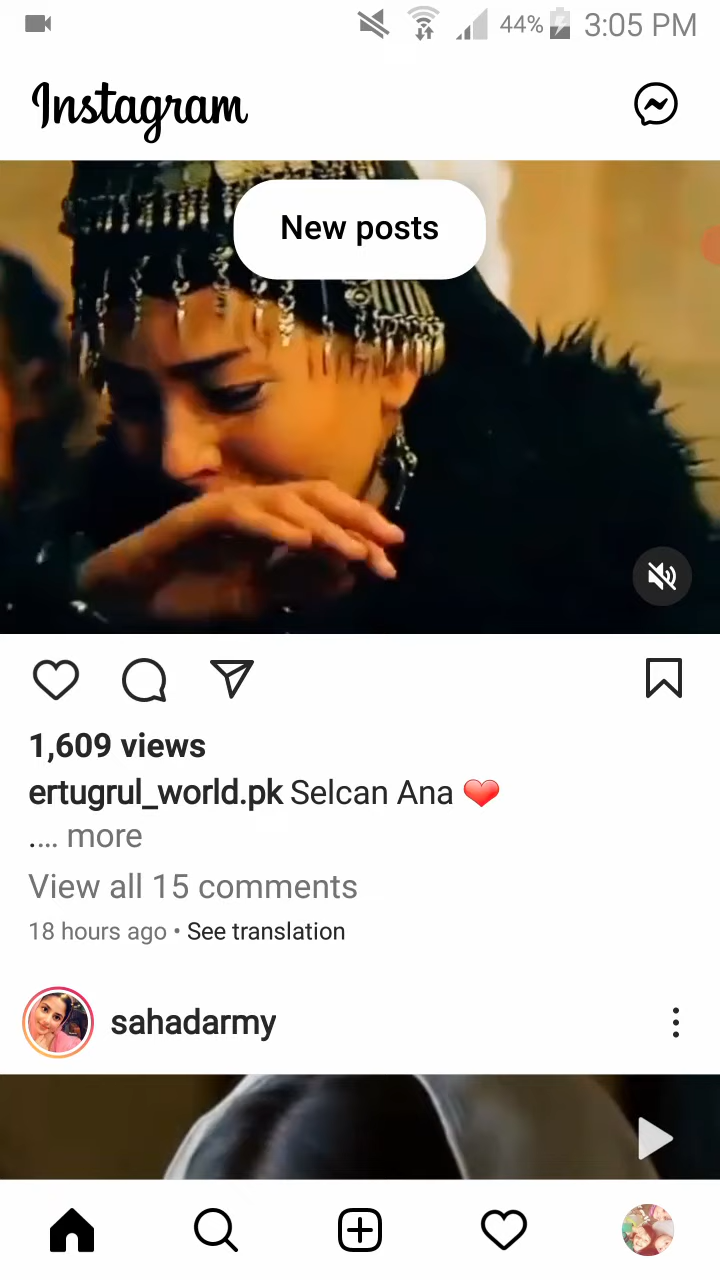 44% 3:05 PM
Instagram
New posts
1,609 views
ertugrul_world.pk Selcan Ana ❤️
.... more
View all 15 comments
18 hours ago • See translation
sahadarmy